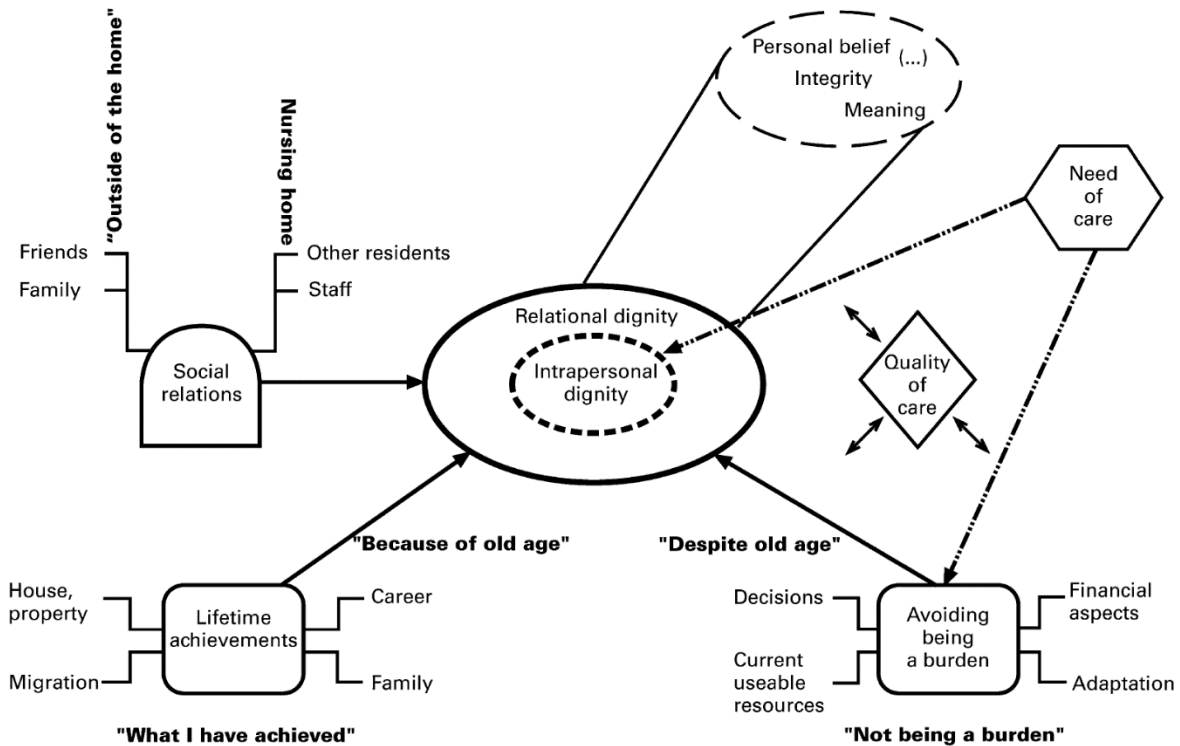 "Outside of the home"
Nursing home
Personal belief (...)
Integrity
Meaning
Need
of
care
Friends
Family
Other residents
Staff
Social
relations
Relational dignity
Intrapersonal
dignity
Quality
of
care
"Because of old age"
"Despite old age"
House,
property
Migration
Lifetime
achievements
Career
Family
"What I have achieved"
Decisions
Current
useable
resources
Avoiding
being
a burden
Financial
aspects
Adaptation
"Not being a burden"